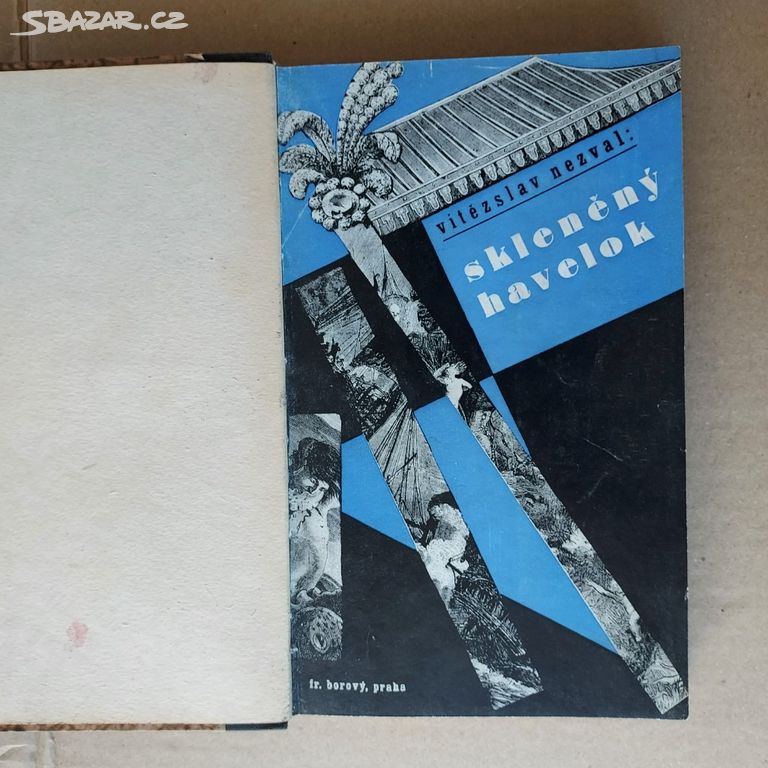 SBAZAR.CZ
vítězslav nezval:
skleněný
havelok
fr. borový, praha